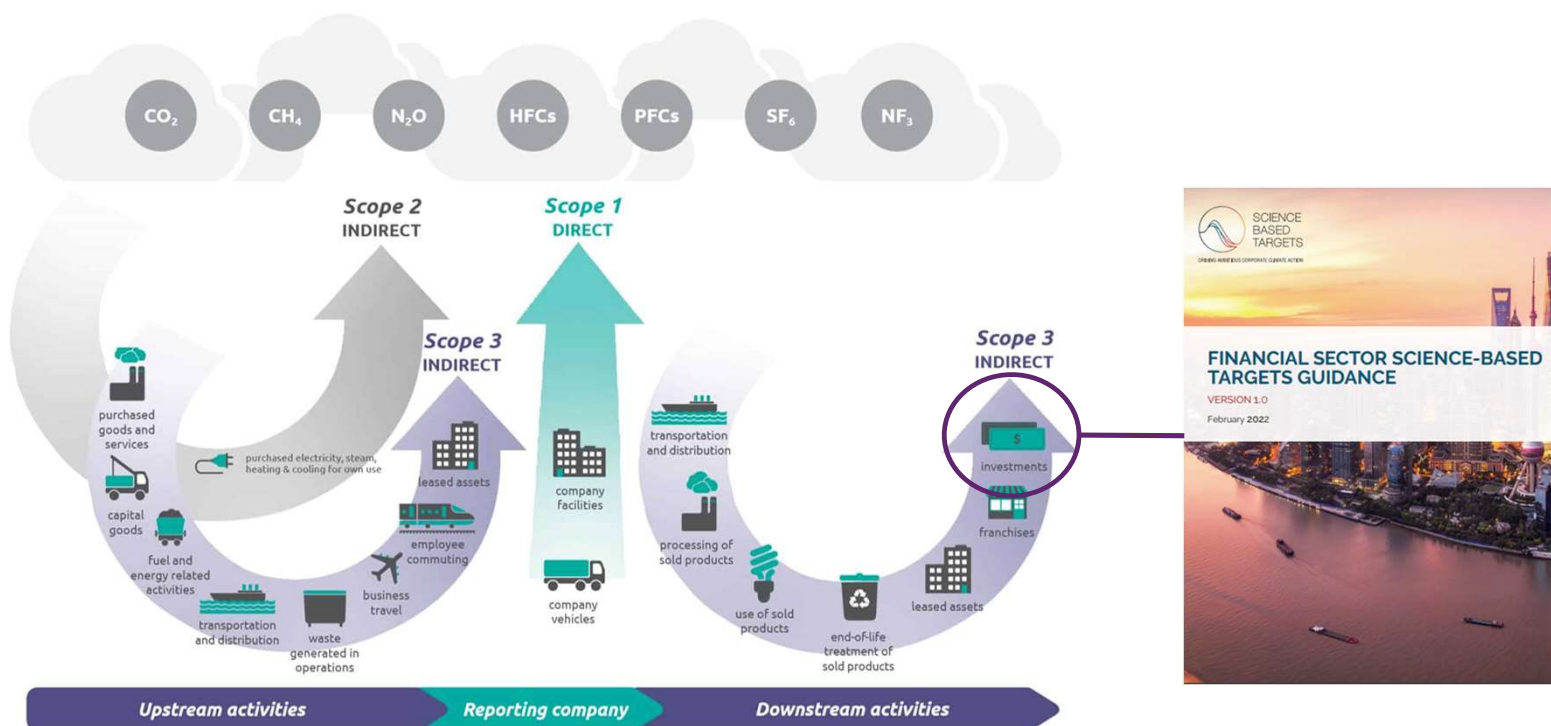 CO₂
CH₄
N₂O
HFCs
PFCs
SF₆
NF₃
Scope 2
INDIRECT
Scope 1
DIRECT
Scope 3
INDIRECT
Scope 3
INDIRECT
purchased
goods and
services
capital
goods
fuel and
energy related
activities
transportation
and distribution
waste
generated in
operations
business
travel
employee
commuting
leased assets
purchased electricity, steam,
heating & cooling for own use
company
facilities
company
vehicles
transportation
and distribution
processing of
sold products
use of sold
products
end-of-life
treatment of
sold products
leased assets
franchises
$
investments
Upstream activities
Reporting company
Downstream activities
SCIENCE
BASED
TARGETS
DRIVING AMBITIOUS CORPORATE CLIMATE ACTION
FINANCIAL SECTOR SCIENCE-BASED
TARGETS GUIDANCE
VERSION 1.0
February 2022